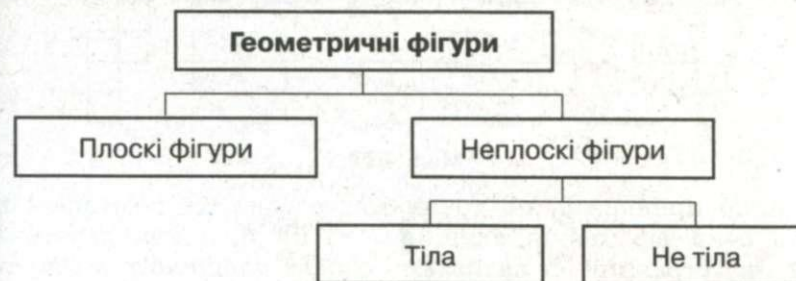 Геометричні фігури
Плоскі фігури
Неплоскі фігури
Тіла
Не тіла